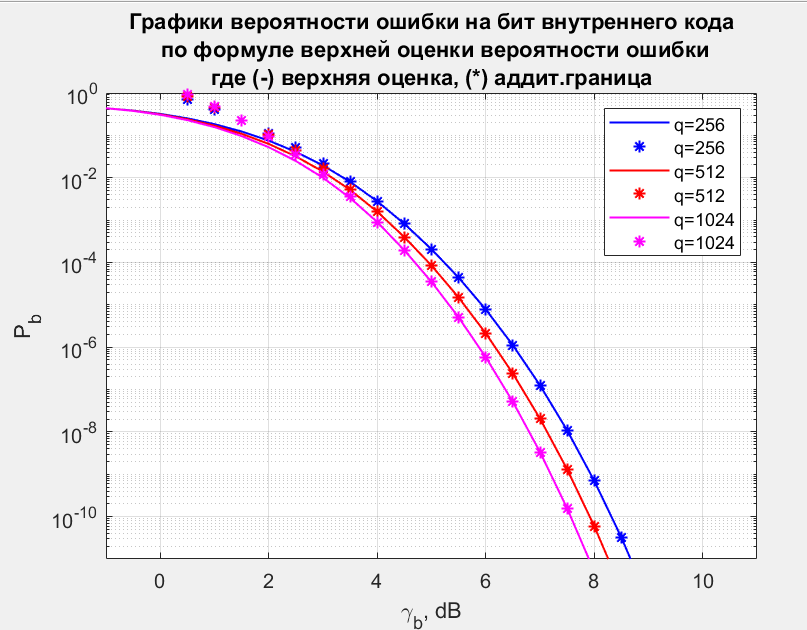 Графики вероятности ошибки на бит внутреннего кода
по формуле верхней оценки вероятности ошибки
где (-) верхняя оценка, (*) аддит.граница
10^0
10^-2
10^-4
10^-6
10^-8
10^-10
P_b
q=256
q=256
q=512
q=512
q=1024
q=1024
0 2 4 6 8 10
γ_b, dB